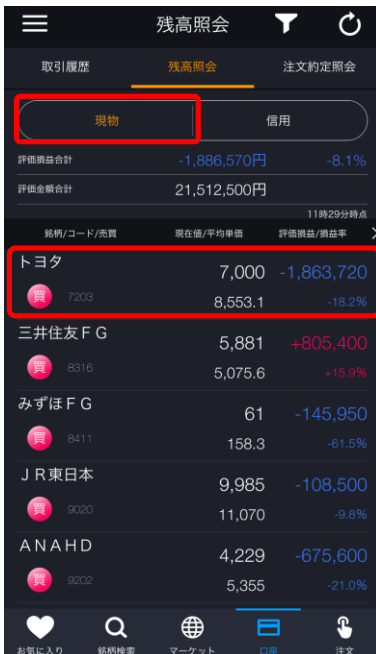 残高照会
取引履歴 残高照会 注文約定照会
現物 信用
評価損益合計 -1,886,570円 -8.1%
評価金額合計 21,512,500円
11時29分時点
銘柄/コード/売買 現在値/平均単価 評価損益/損益率
トヨタ 7,000 -1,863,720
買 7203 8,553.1 -18.2%
三井住友ＦＧ 5,881 +805,400
買 8316 5,075.6 +15.9%
みずほＦＧ 61 -145,950
買 8411 158.3 -61.5%
ＪＲ東日本 9,985 -108,500
買 9020 11,070 -9.8%
ＡＮＡＨＤ 4,229 -675,600
買 9202 5,355 -21.0%
お気に入り 銘柄検索 マーケット 口座 注文